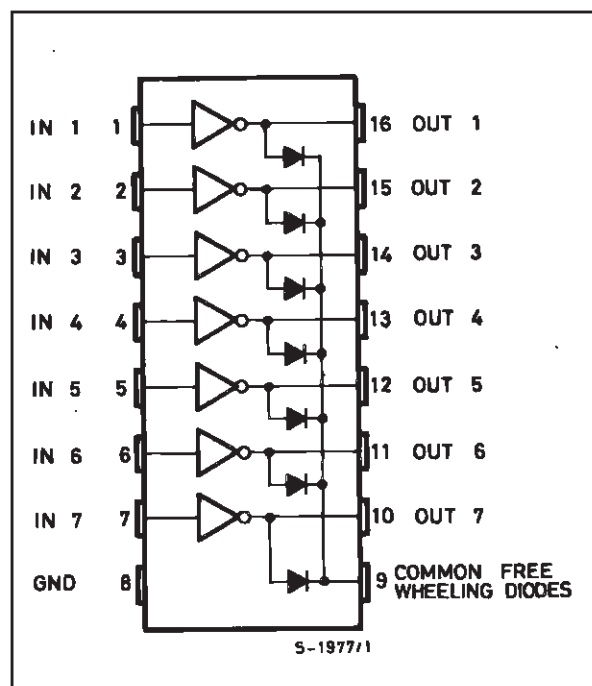 IN 1 1 16 OUT 1
IN 2 2 15 OUT 2
IN 3 3 14 OUT 3
IN 4 4 13 OUT 4
IN 5 5 12 OUT 5
IN 6 6 11 OUT 6
IN 7 7 10 OUT 7
GND 8 9 COMMON FREE
WHEELING DIODES
S-1977/1